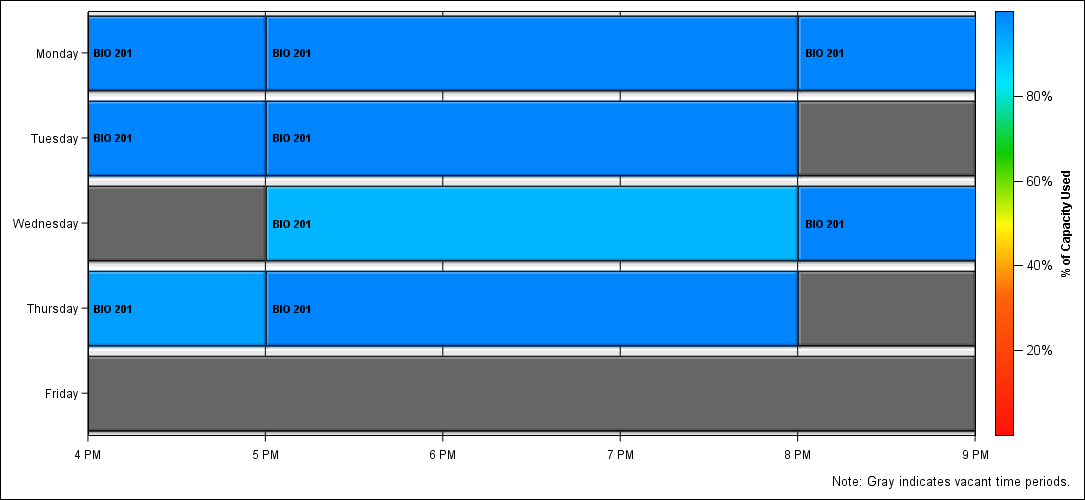 Monday BIO 201 BIO 201 BIO 201
Tuesday BIO 201 BIO 201
Wednesday BIO 201 BIO 201
Thursday BIO 201 BIO 201
Friday
4 PM 5 PM 6 PM 7 PM 8 PM 9 PM
80%
60%
40%
20%
% of Capacity Used
Note: Gray indicates vacant time periods.